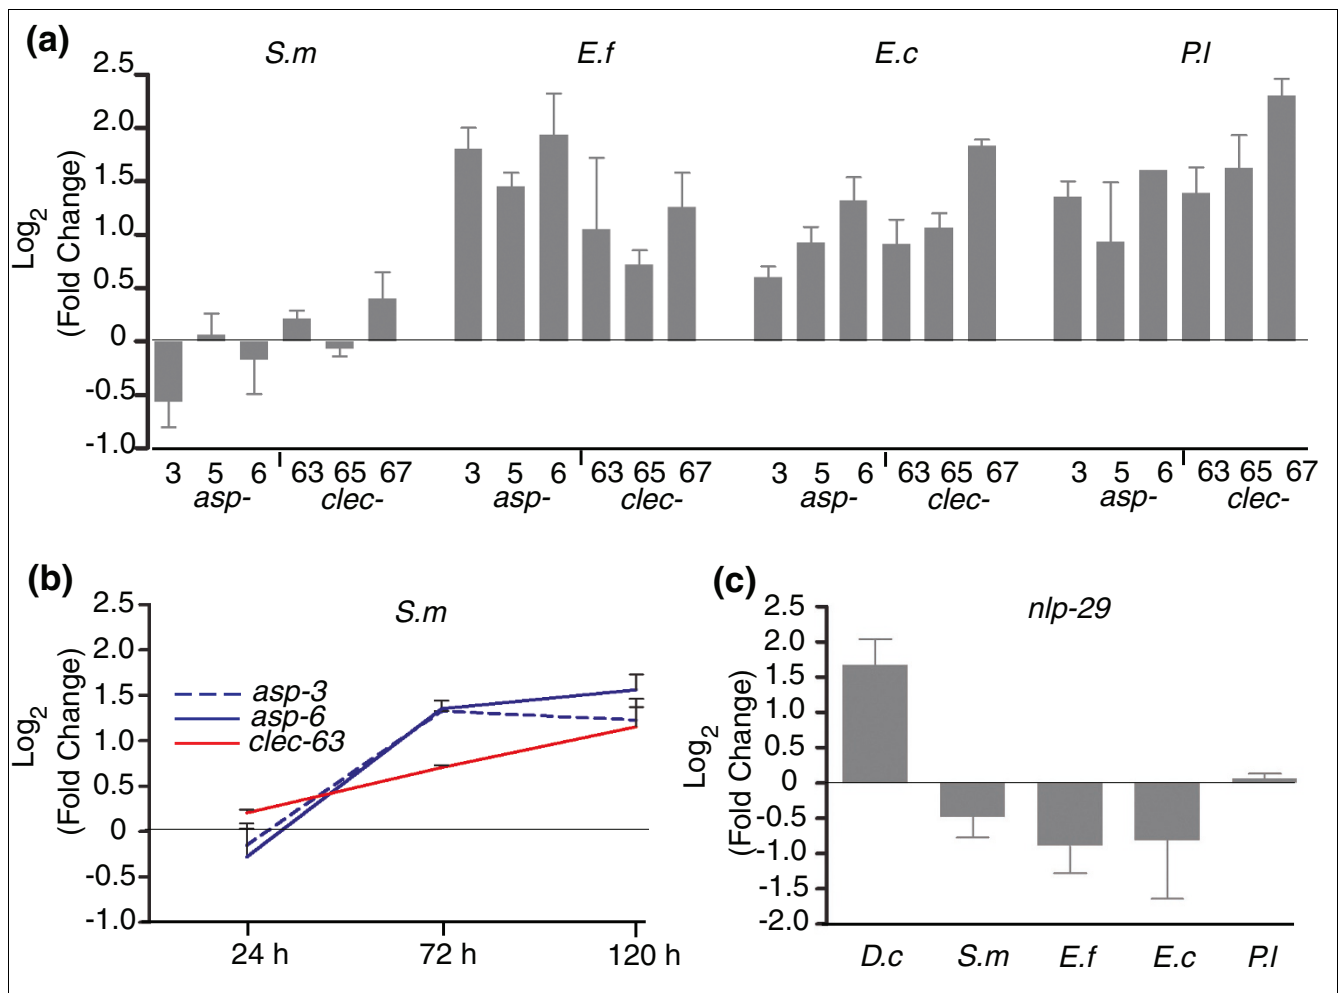 (a)
S.m E.f E.c P.l
2.5
2.0
1.5
1.0
0.5
0
-0.5
-1.0
Log2
(Fold Change)
3 5 6 63 65 67 3 5 6 63 65 67 3 5 6 63 65 67 3 5 6 63 65 67
asp- clec- asp- clec- asp- clec- asp- clec-
(b)
S.m
2.5
2.0
1.5
1.0
0.5
0
-0.5
-1.0
Log2
(Fold Change)
asp-3
asp-6
clec-63
24 h 72 h 120 h
(c)
nlp-29
2.5
2.0
1.5
1.0
0.5
0
-0.5
-1.0
-1.5
-2.0
Log2
(Fold Change)
D.c S.m E.f E.c P.l